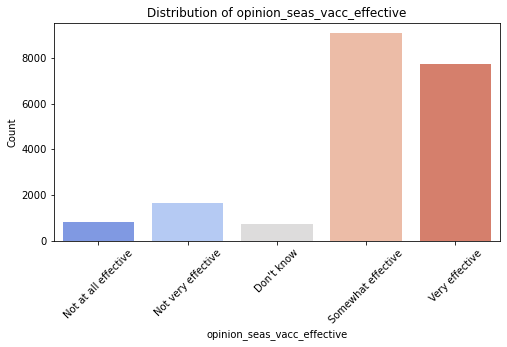 Distribution of opinion_seas_vacc_effective
8000
6000
4000
2000
0
Count
Not at all effective
Not very effective
Don't know
Somewhat effective
Very effective
opinion_seas_vacc_effective